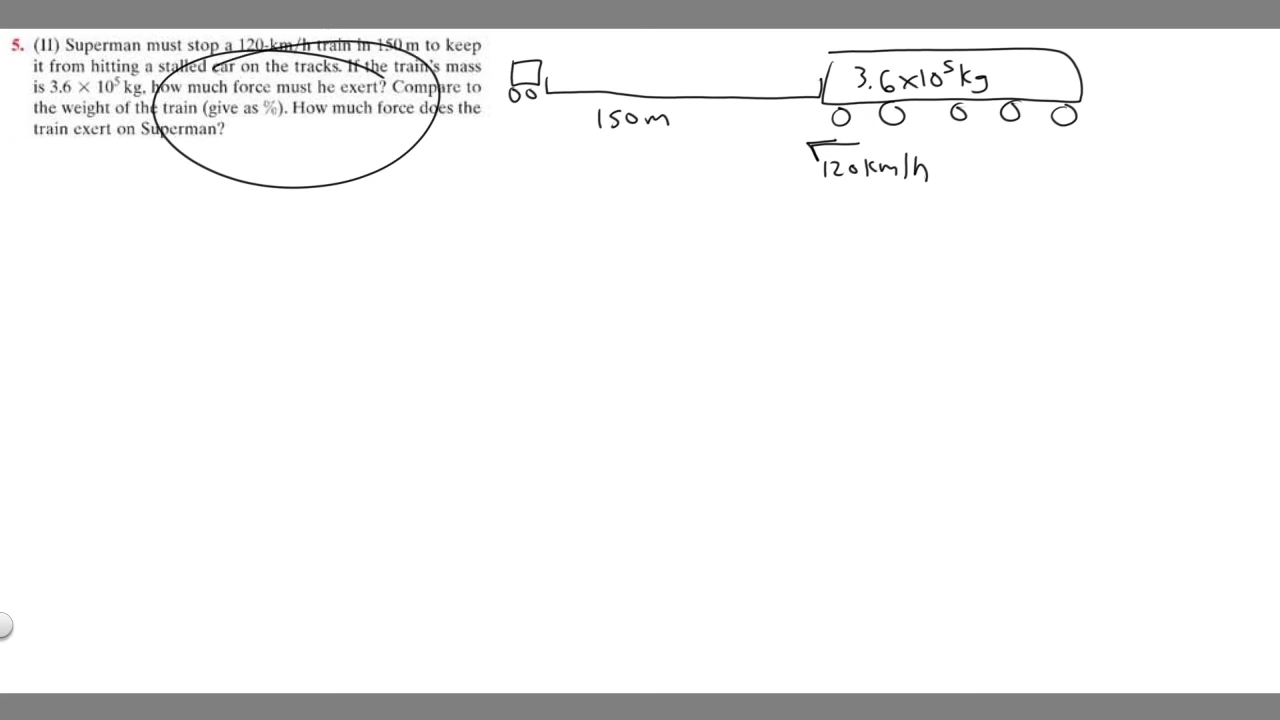 5. (II) Superman must stop a 120-km/h train in 150 m to keep
it from hitting a stalled car on the tracks. If the train's mass
is 3.6 × 10⁵ kg, how much force must he exert? Compare to
the weight of the train (give as %). How much force does the
train exert on Superman?
3.6×10⁵kg
150m
120km/h